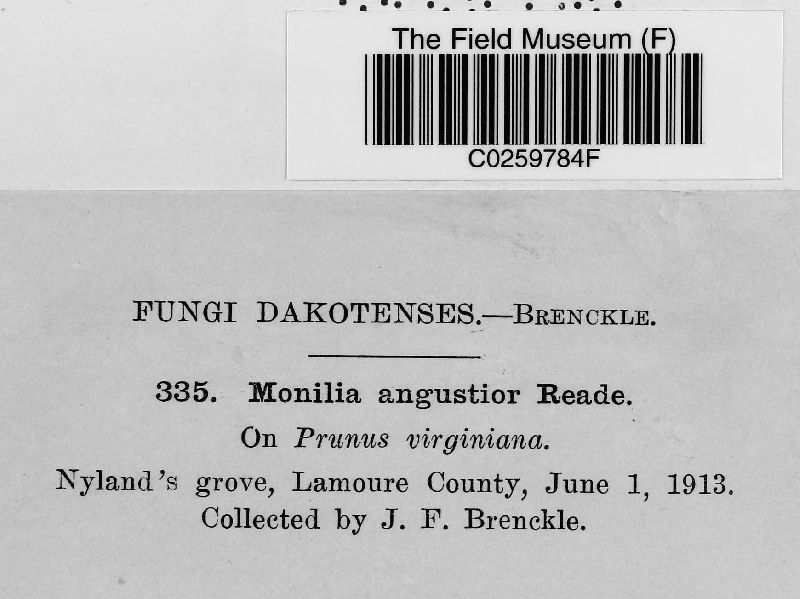 The Field Museum (F)
C0259784F
FUNGI DAKOTENSES.—BRENCKLE.
335. Monilia angustior Reade.
On Prunus virginiana.
Nyland's grove, Lamoure County, June 1, 1913.
Collected by J. F. Brenckle.